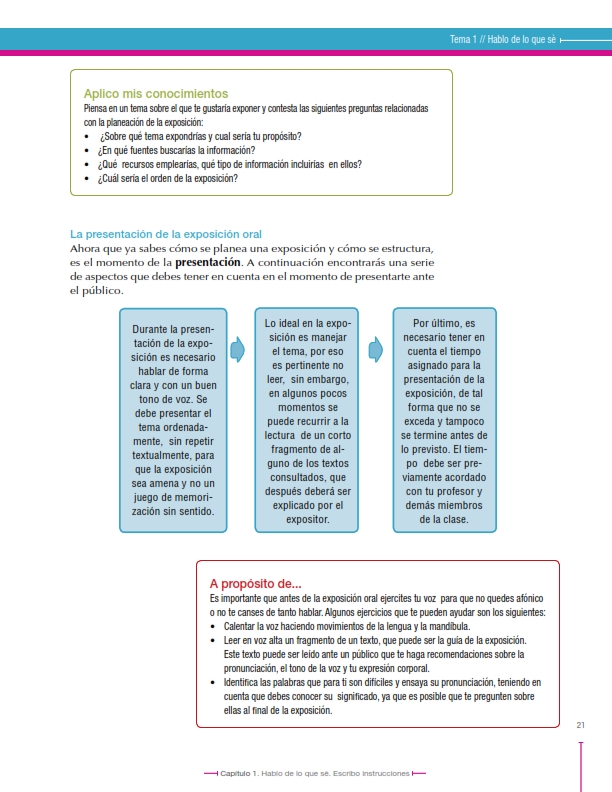 Tema 1 // Hablo de lo que sè
Aplico mis conocimientos
Piensa en un tema sobre el que te gustaría exponer y contesta las siguientes preguntas relacionadas
con la planeación de la exposición:
• ¿Sobre qué tema expondrías y cual sería tu propósito?
• ¿En qué fuentes buscarías la información?
• ¿Qué recursos emplearías, qué tipo de información incluirías en ellos?
• ¿Cuál sería el orden de la exposición?
La presentación de la exposición oral
Ahora que ya sabes cómo se planea una exposición y cómo se estructura,
es el momento de la presentación. A continuación encontrarás una serie
de aspectos que debes tener en cuenta en el momento de presentarte ante
el público.
Durante la presen-
tación de la expo-
sición es necesario
hablar de forma
clara y con un buen
tono de voz. Se
debe presentar el
tema ordenada-
mente, sin repetir
textualmente, para
que la exposición
sea amena y no un
juego de memori-
zación sin sentido.
Lo ideal en la expo-
sición es manejar
el tema, por eso
es pertinente no
leer, sin embargo,
en algunos pocos
momentos se
puede recurrir a la
lectura de un corto
fragmento de al-
guno de los textos
consultados, que
después deberá ser
explicado por el
expositor.
Por último, es
necesario tener en
cuenta el tiempo
asignado para la
presentación de la
exposición, de tal
forma que no se
exceda y tampoco
se termine antes de
lo previsto. El tiem-
po debe ser pre-
viamente acordado
con tu profesor y
demás miembros
de la clase.
A propósito de...
Es importante que antes de la exposición oral ejercites tu voz para que no quedes afónico
o no te canses de tanto hablar. Algunos ejercicios que te pueden ayudar son los siguientes:
• Calentar la voz haciendo movimientos de la lengua y la mandíbula.
• Leer en voz alta un fragmento de un texto, que puede ser la guía de la exposición.
Este texto puede ser leído ante un público que te haga recomendaciones sobre la
pronunciación, el tono de la voz y tu expresión corporal.
• Identifica las palabras que para ti son difíciles y ensaya su pronunciación, teniendo en
cuenta que debes conocer su significado, ya que es posible que te pregunten sobre
ellas al final de la exposición.
21
Capítulo 1. Hablo de lo que sè. Escribo instrucciones